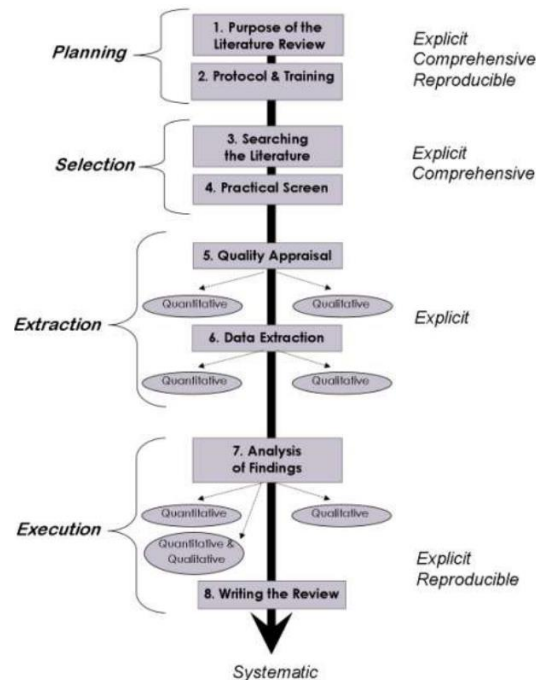 Planning
1. Purpose of the
Literature Review
2. Protocol & Training
Explicit
Comprehensive
Reproducible
Selection
3. Searching
the Literature
4. Practical Screen
Explicit
Comprehensive
Extraction
5. Quality Appraisal
Quantitative
Qualitative
6. Data Extraction
Quantitative
Qualitative
Explicit
Execution
7. Analysis
of Findings
Quantitative
Qualitative
Quantitative &
Qualitative
8. Writing the Review
Explicit
Reproducible
Systematic